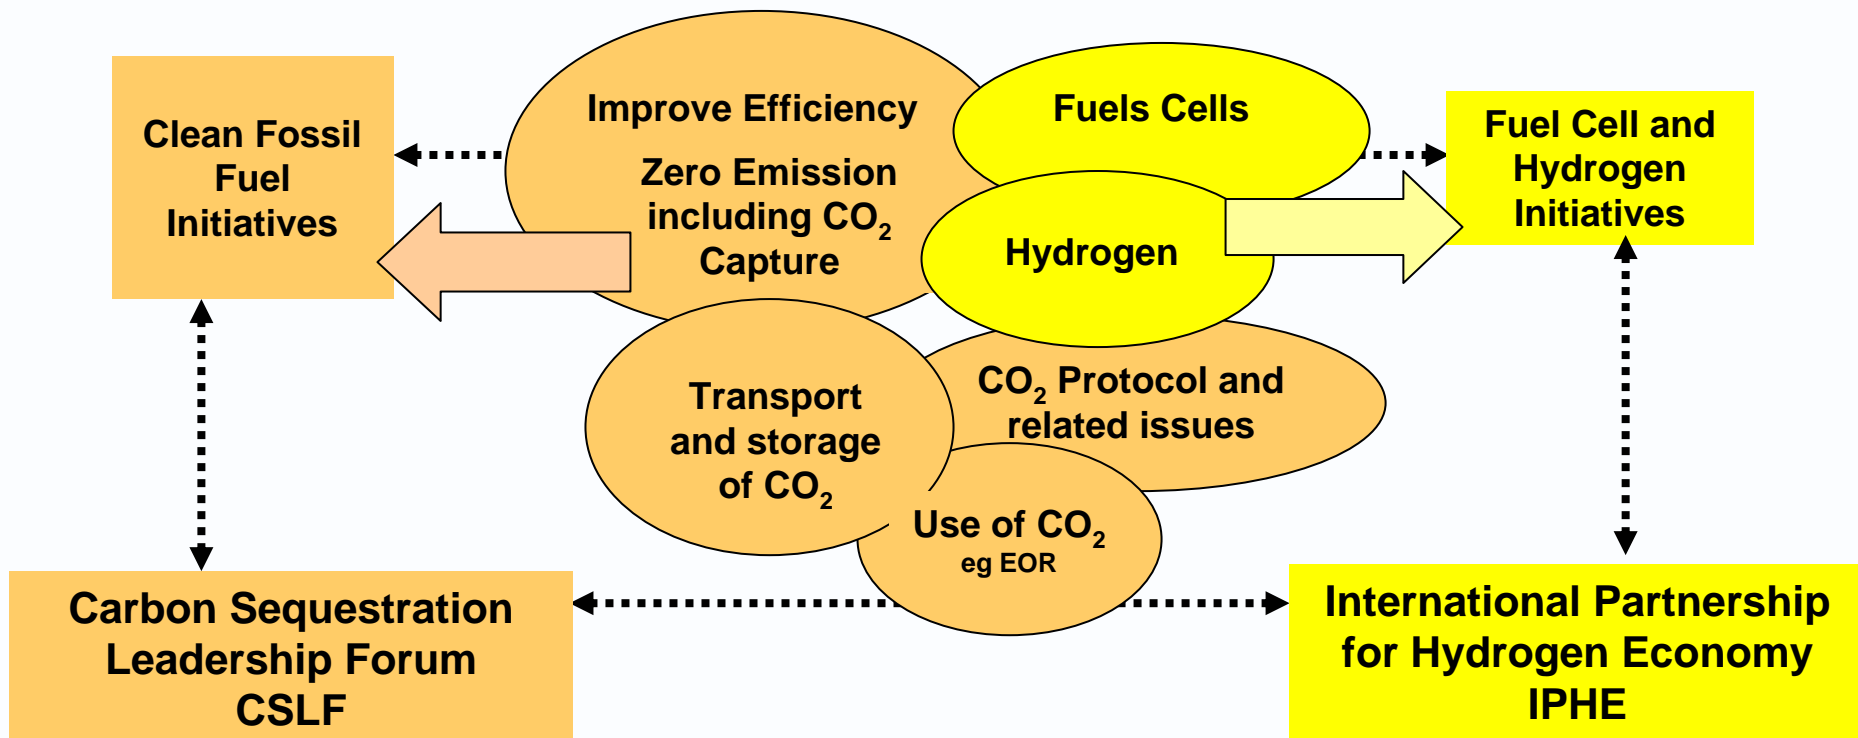 Clean Fossil
Fuel
Initiatives
Improve Efficiency
Zero Emission
including CO₂
Capture
Fuels Cells
Hydrogen
Fuel Cell and
Hydrogen
Initiatives
Transport
and storage
of CO₂
CO₂ Protocol and
related issues
Use of CO₂
eg EOR
Carbon Sequestration
Leadership Forum
CSLF
International Partnership
for Hydrogen Economy
IPHE